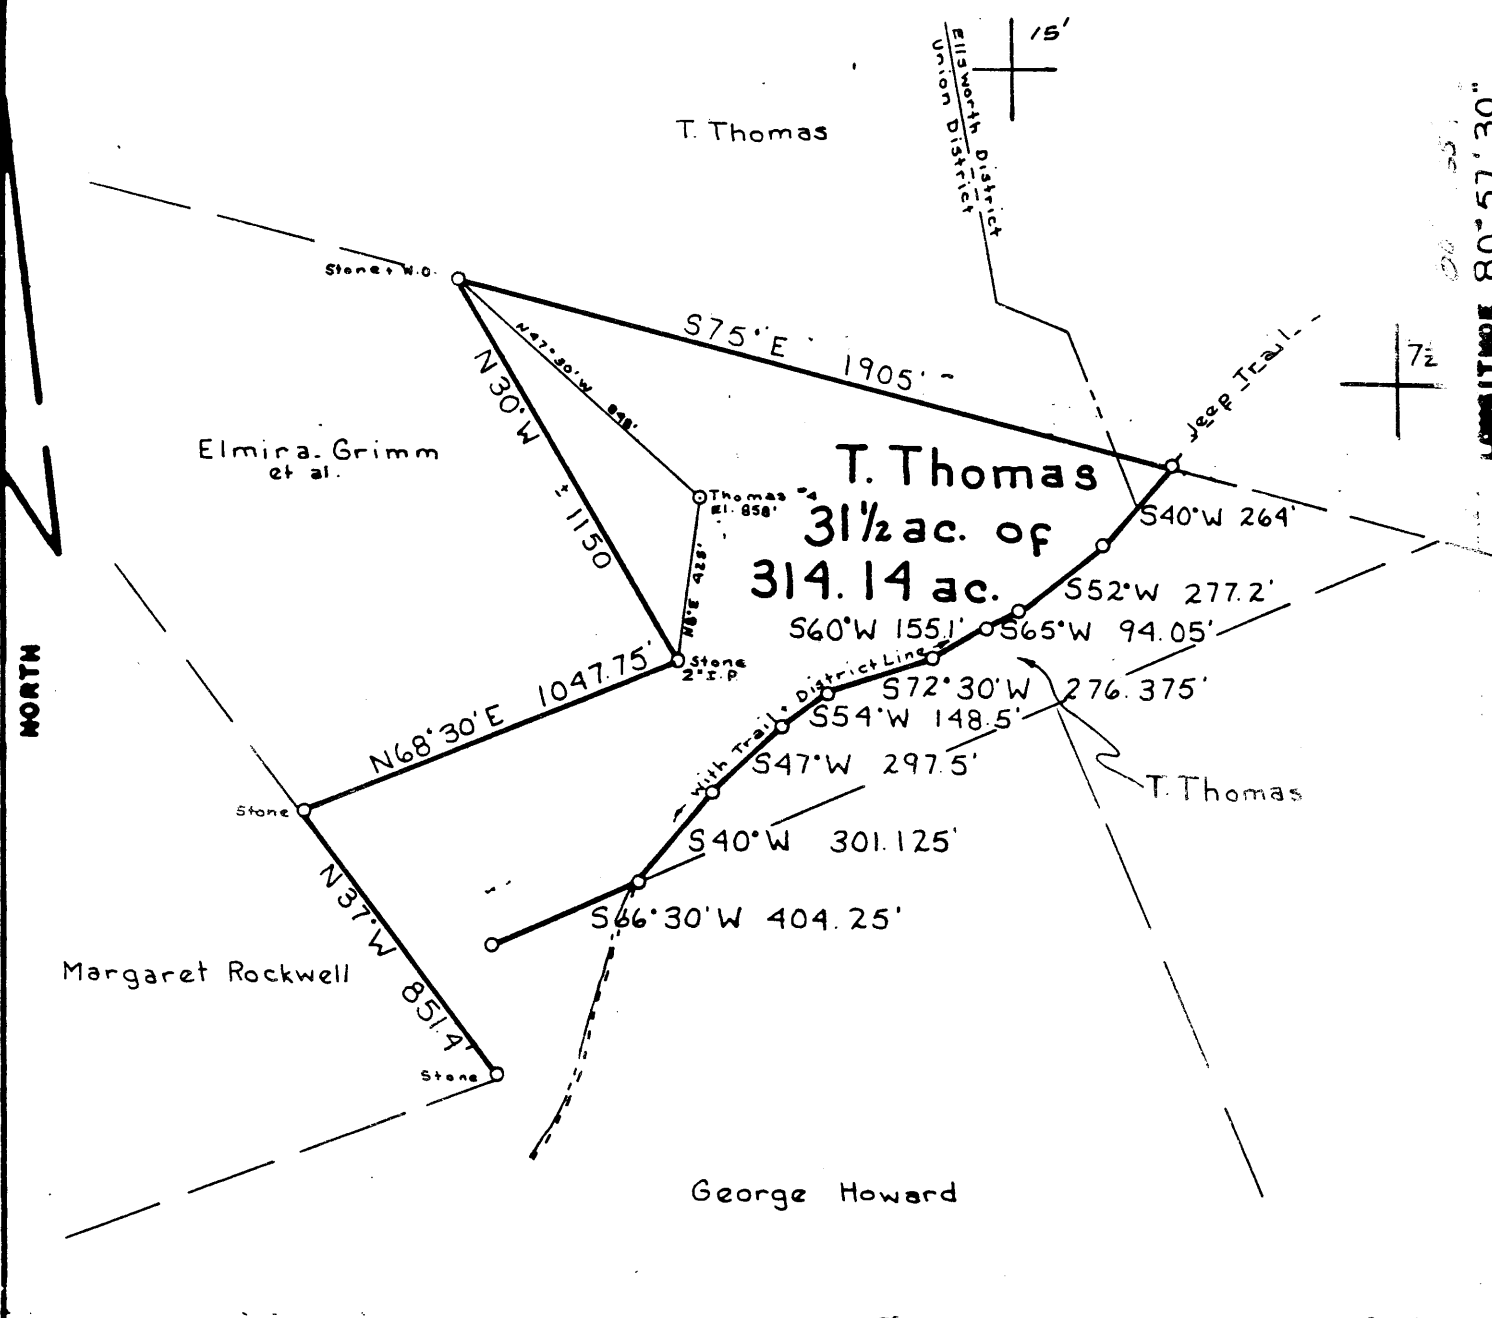 15'
Ellsworth District
Union District
T. Thomas
80°57'30"
Stone + W.O.
S75°E 1905'
N47°30'W 848'
N30°W ± 1150
Jeep Trail
7½
Elmira Grimm
et al.
T. Thomas
31½ ac. of
314.14 ac.
Thomas #4
El. 858'
N8°E 425'
S40°W 264'
S52°W 277.2'
S65°W 94.05'
S60°W 155.1'
Stone
2" I.P.
With Trail & District Line
S72°30'W 276.375'
S54°W 148.5'
S47°W 297.5'
N68°30'E 1047.75'
NORTH
T. Thomas
Stone
S40°W 301.125'
N37°W 851.4'
S66°30'W 404.25'
Margaret Rockwell
Stone
George Howard